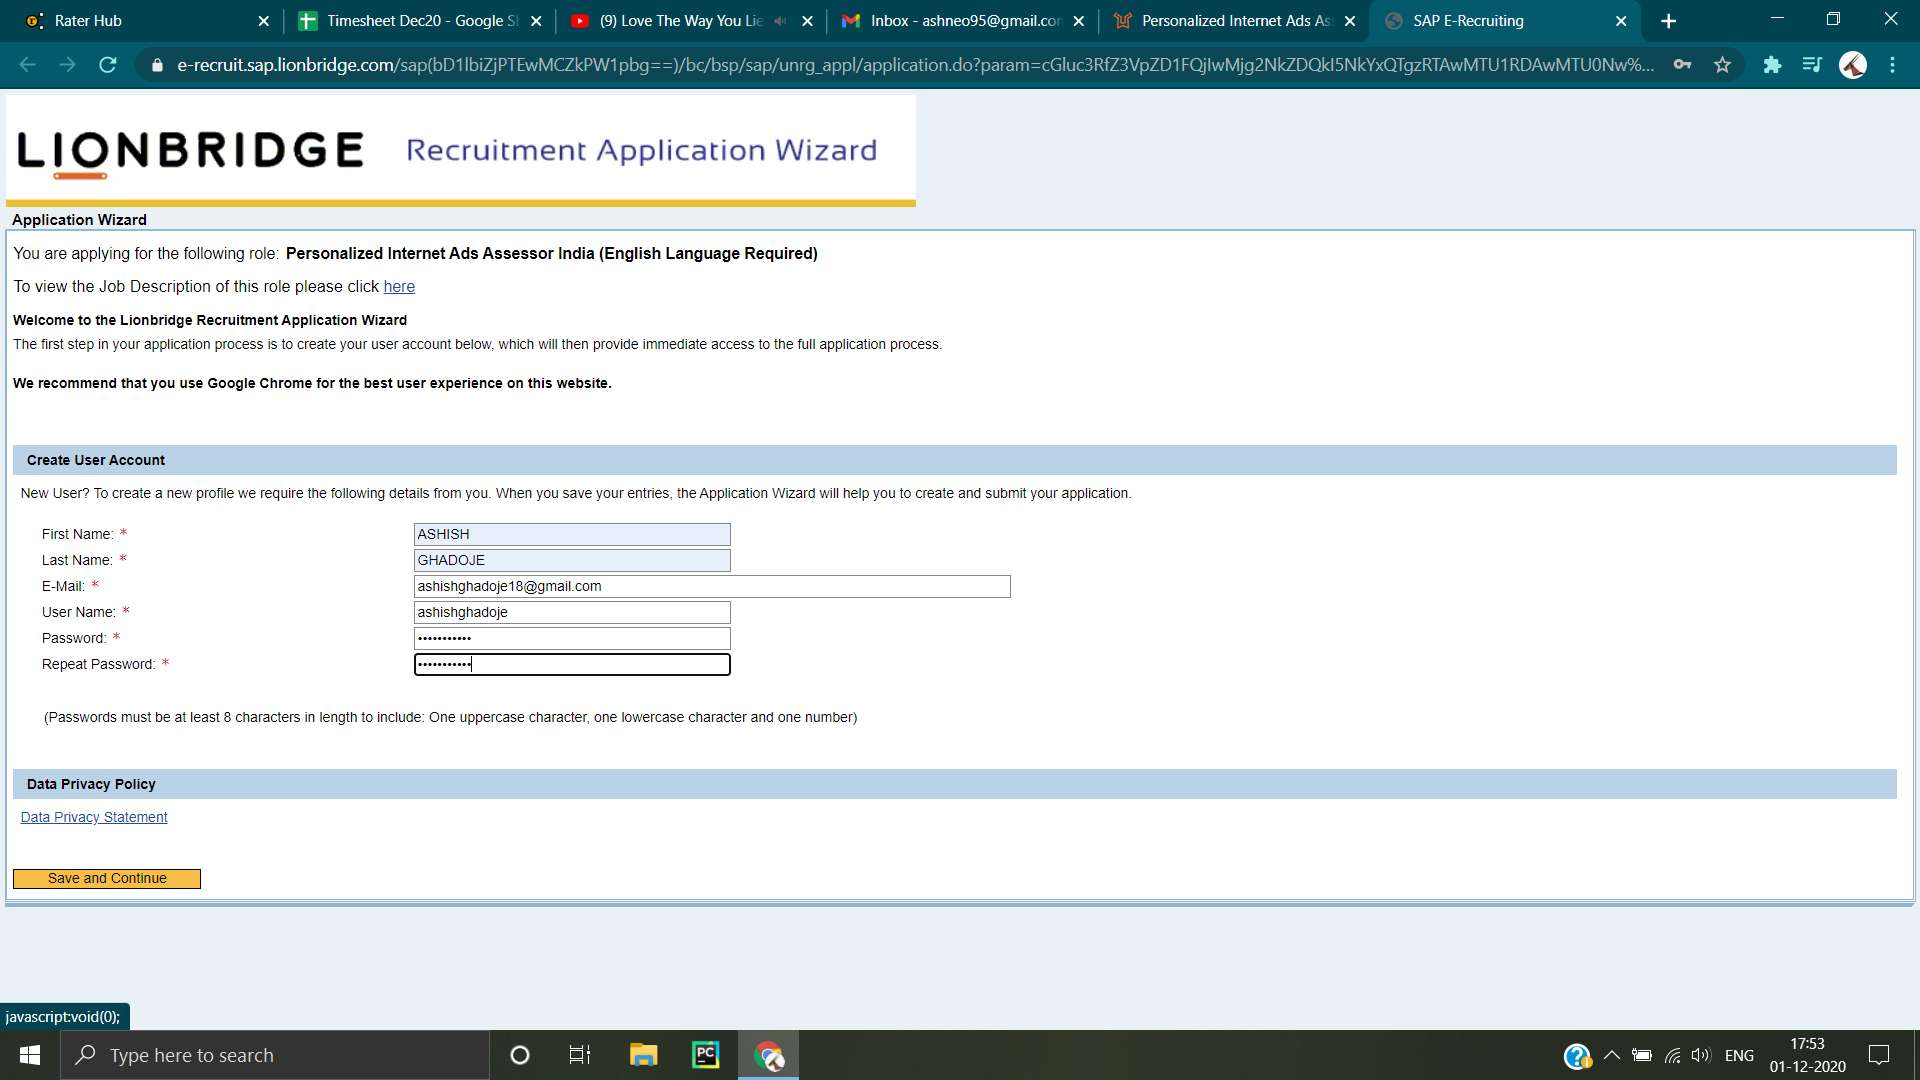 Rater Hub
Timesheet Dec20 - Google S
(9) Love The Way You Lie
Inbox - ashneo95@gmail.co
Personalized Internet Ads As
SAP E-Recruiting
e-recruit.sap.lionbridge.com/sap(bD1lbiZjPTEwMCZkPW1pbg==)/bc/bsp/sap/unrg_appl/application.do?param=cGluc3RfZ3VpZD1FQjIwMjg2NkZDQkI5NkYxQTgzRTAwMTU1RDAwMTU0Nw%...
LIONBRIDGE Recruitment Application Wizard
Application Wizard
You are applying for the following role: Personalized Internet Ads Assessor India (English Language Required)
To view the Job Description of this role please click here
Welcome to the Lionbridge Recruitment Application Wizard
The first step in your application process is to create your user account below, which will then provide immediate access to the full application process.
We recommend that you use Google Chrome for the best user experience on this website.
Create User Account
New User? To create a new profile we require the following details from you. When you save your entries, the Application Wizard will help you to create and submit your application.
First Name: * ASHISH
Last Name: * GHADOJE
E-Mail: * ashishghadoje18@gmail.com
User Name: * ashishghadoje
Password: * •••••••••••
Repeat Password: * •••••••••••
(Passwords must be at least 8 characters in length to include: One uppercase character, one lowercase character and one number)
Data Privacy Policy
Data Privacy Statement
Save and Continue
javascript:void(0);
Type here to search
PC
ENG
17:53
01-12-2020